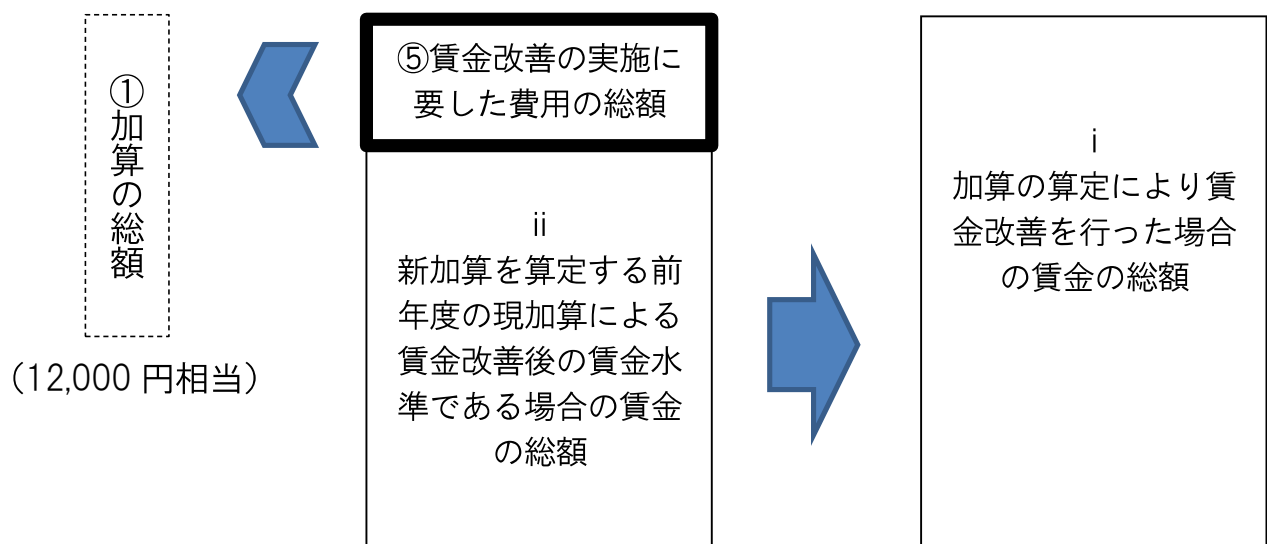 ①加算の総額
(12,000 円相当)
⑤賃金改善の実施に
要した費用の総額
ⅱ
新加算を算定する前
年度の現加算による
賃金改善後の賃金水
準である場合の賃金
の総額
ⅰ
加算の算定により賃
金改善を行った場合
の賃金の総額